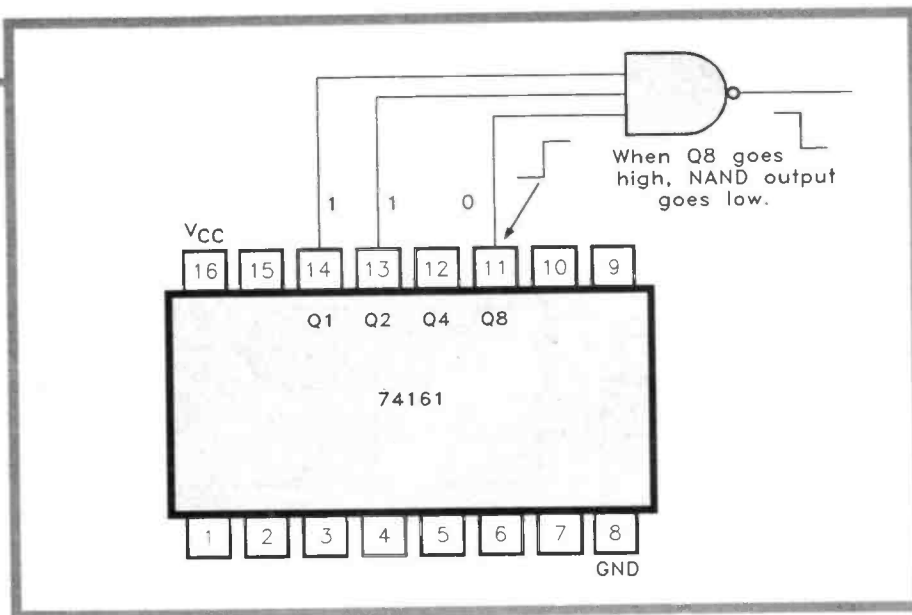 When Q8 goes
high, NAND output
goes low.
1 1 0
VCC
16 15 14 13 12 11 10 9
Q1 Q2 Q4 Q8
74161
1 2 3 4 5 6 7 8
GND